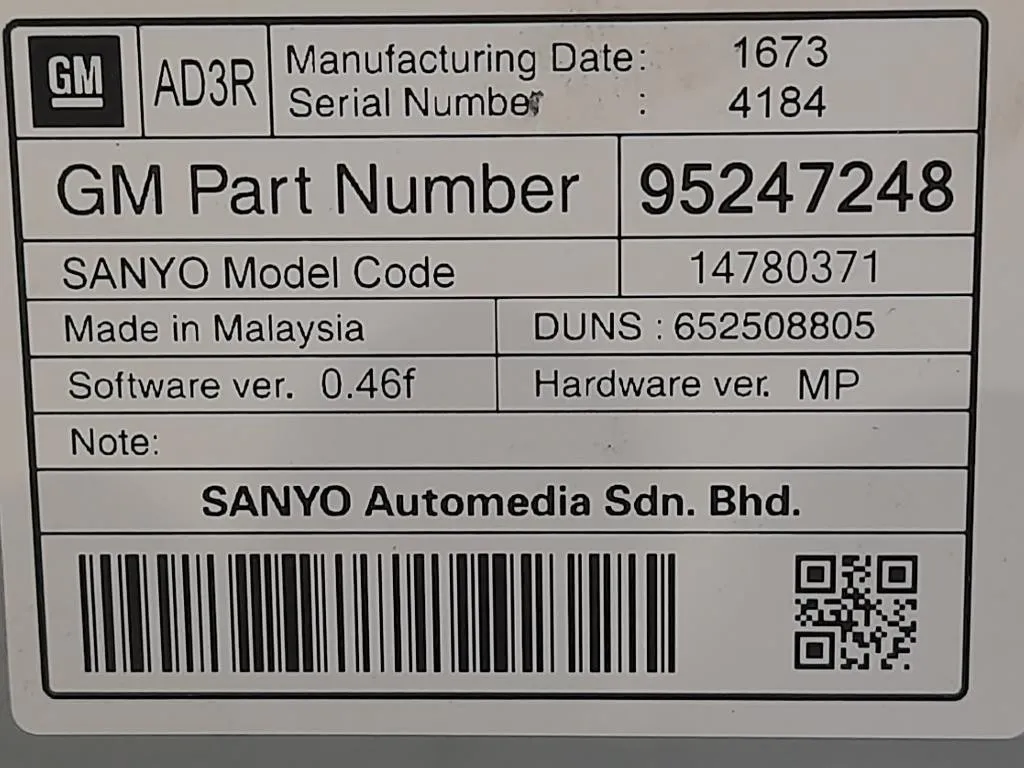 GM AD3R Manufacturing Date: 1673
Serial Number : 4184
GM Part Number 95247248
SANYO Model Code 14780371
Made in Malaysia DUNS : 652508805
Software ver. 0.46f Hardware ver. MP
Note:
SANYO Automedia Sdn. Bhd.